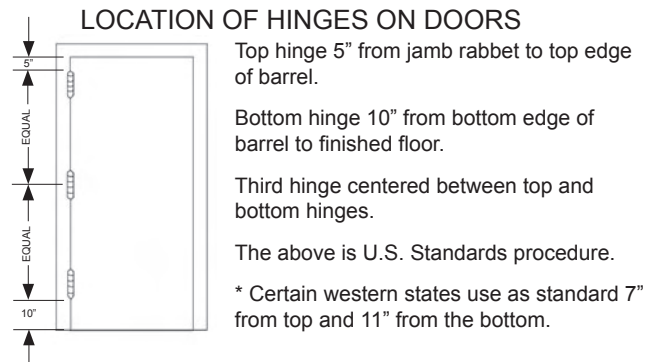 LOCATION OF HINGES ON DOORS
5”
EQUAL
EQUAL
10”
Top hinge 5” from jamb rabbet to top edge
of barrel.
Bottom hinge 10” from bottom edge of
barrel to finished floor.
Third hinge centered between top and
bottom hinges.
The above is U.S. Standards procedure.
* Certain western states use as standard 7”
from top and 11” from the bottom.